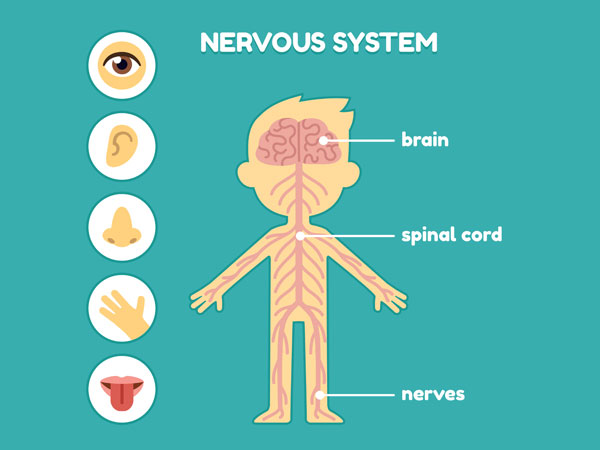 NERVOUS SYSTEM
brain
spinal cord
nerves